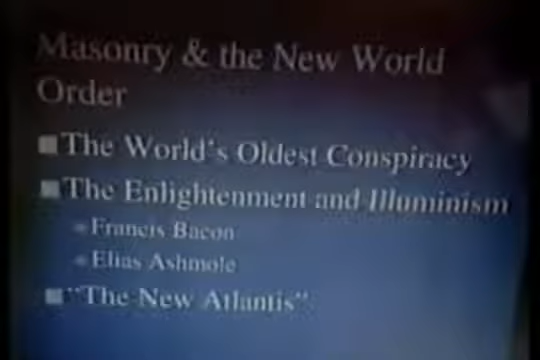 Masonry & the New World
Order
The World's Oldest Conspiracy
The Enlightenment and Illuminism
Francis Bacon
Elias Ashmole
"The New Atlantis"